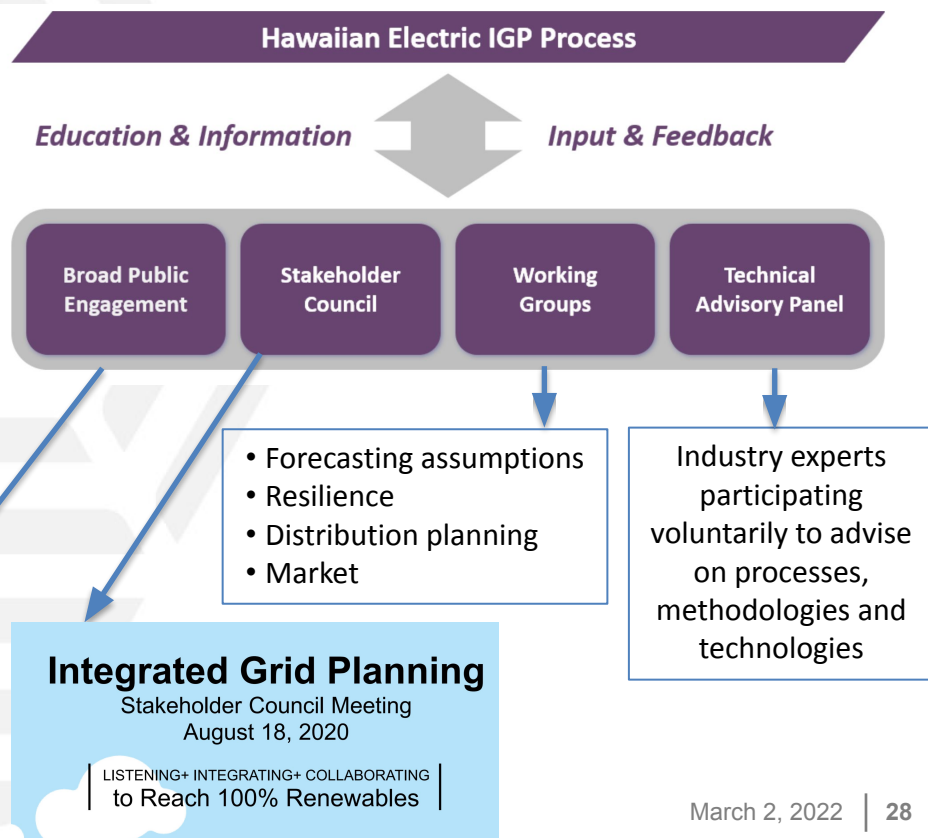 Hawaiian Electric IGP Process
Education & Information
Input & Feedback
Broad Public
Engagement
Stakeholder
Council
Working
Groups
Technical
Advisory Panel
• Forecasting assumptions
• Resilience
• Distribution planning
• Market
Industry experts
participating
voluntarily to advise
on processes,
methodologies and
technologies
Integrated Grid Planning
Stakeholder Council Meeting
August 18, 2020
LISTENING+ INTEGRATING+ COLLABORATING
to Reach 100% Renewables
March 2, 2022 | 28